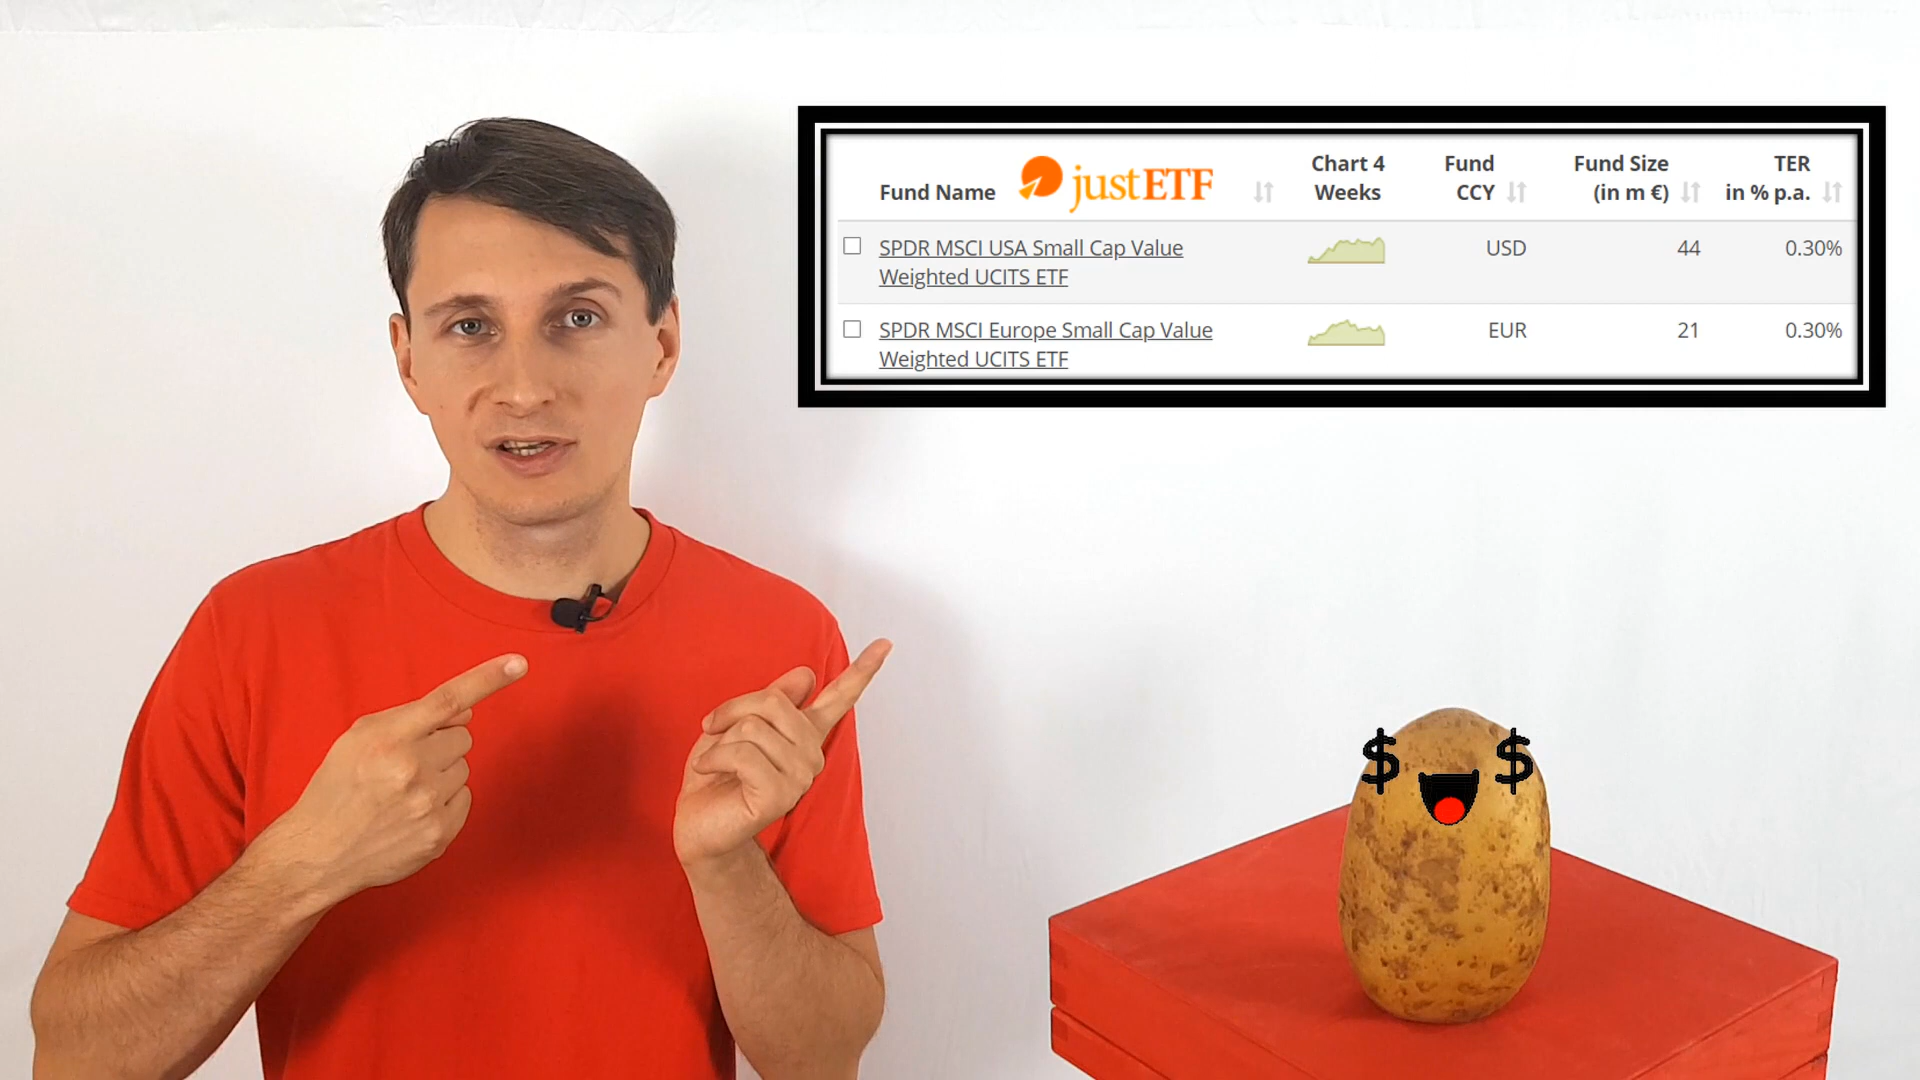 Fund Name
justETF
Chart 4
Weeks
Fund
CCY
Fund Size
(in m €)
TER
in % p.a.
SPDR MSCI USA Small Cap Value
Weighted UCITS ETF
USD
44
0.30%
SPDR MSCI Europe Small Cap Value
Weighted UCITS ETF
EUR
21
0.30%
$ $